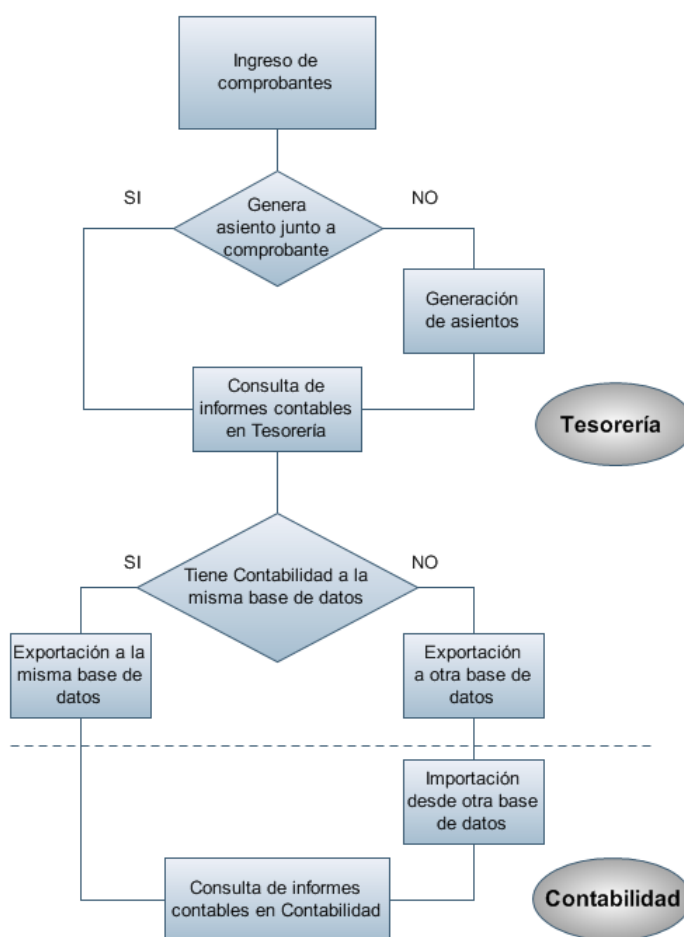 Ingreso de
comprobantes
SI
NO
Genera
asiento junto a
comprobante
Generación
de asientos
Consulta de
informes contables
en Tesorería
Tesorería
SI
NO
Tiene Contabilidad a la
misma base de datos
Exportación a la
misma base de
datos
Exportación
a otra base de
datos
Importación
desde otra base
de datos
Consulta de informes
contables en Contabilidad
Contabilidad